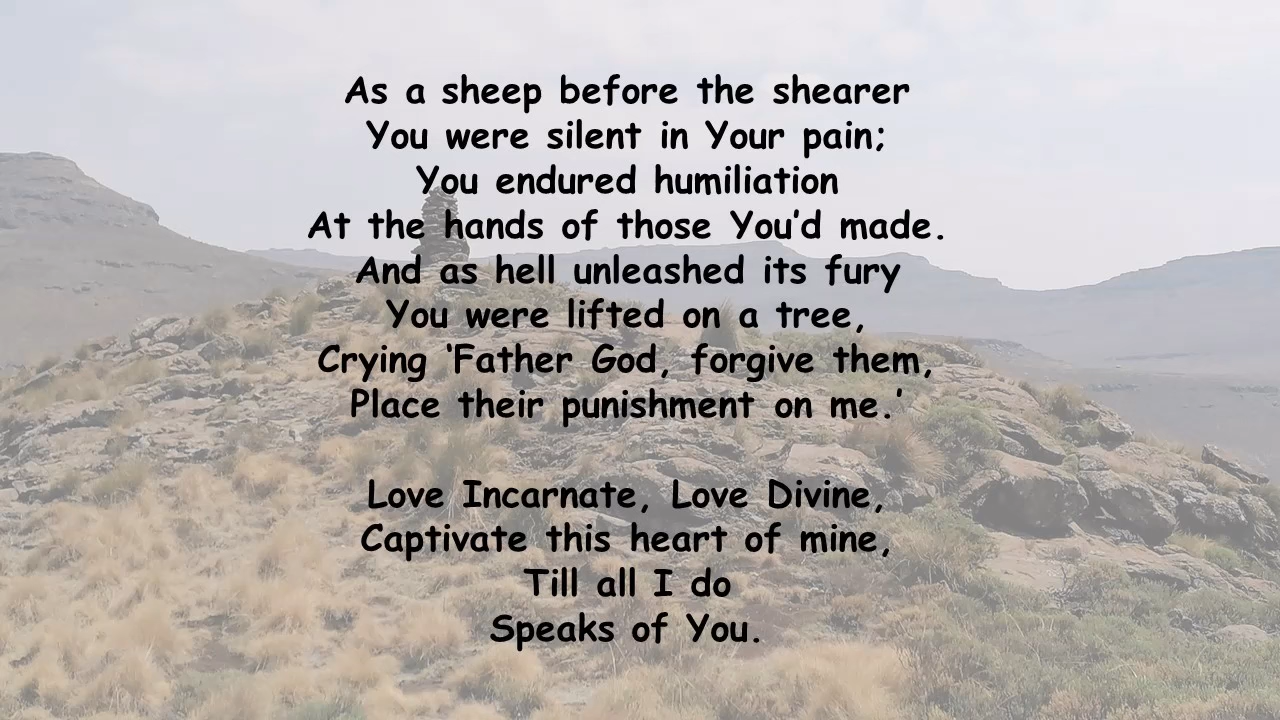 As a sheep before the shearer
You were silent in Your pain;
You endured humiliation
At the hands of those You’d made.
And as hell unleashed its fury
You were lifted on a tree,
Crying ‘Father God, forgive them,
Place their punishment on me.’
Love Incarnate, Love Divine,
Captivate this heart of mine,
Till all I do
Speaks of You.